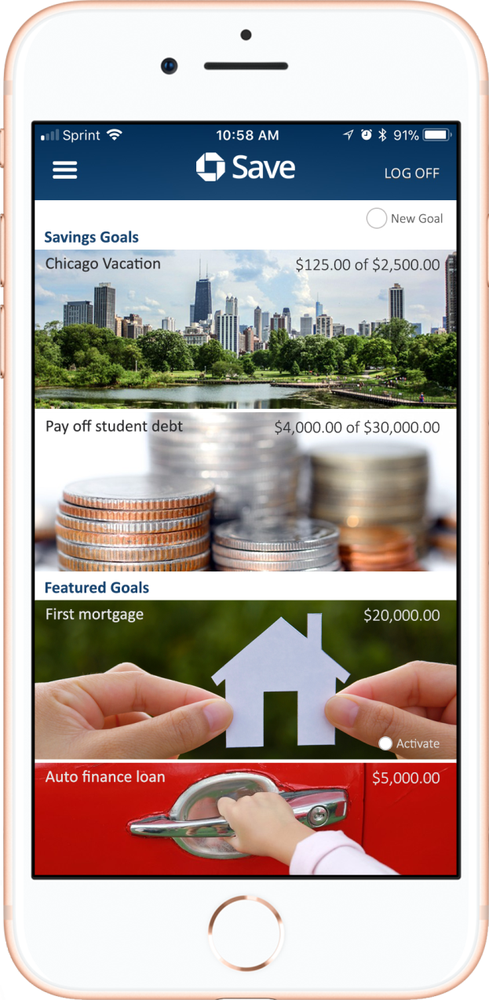 Sprint 10:58 AM 91%
Save LOG OFF
New Goal
Savings Goals
Chicago Vacation $125.00 of $2,500.00
Pay off student debt $4,000.00 of $30,000.00
Featured Goals
First mortgage $20,000.00
Activate
Auto finance loan $5,000.00